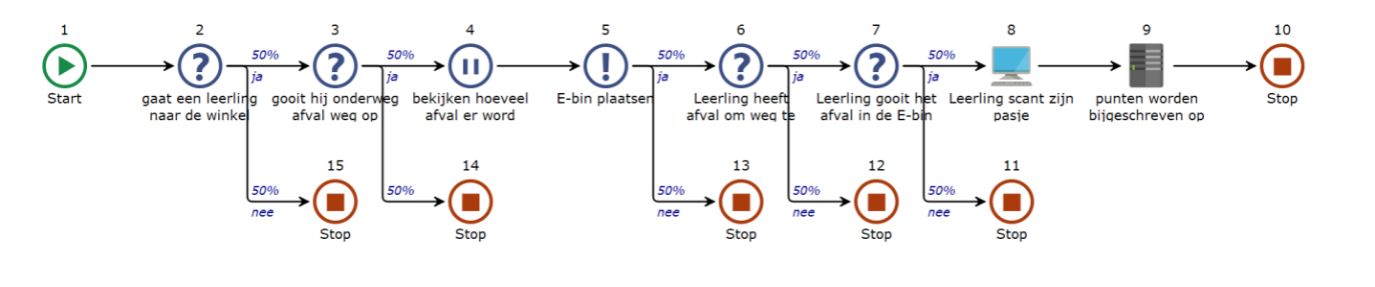 1
2
3
4
5
6
7
8
9
10
50%
50%
50%
50%
50%
ja
ja
ja
ja
ja
Start
gaat een leerling
naar de winkel
gooit hij onderweg
afval weg op
bekijken hoeveel
afval er word
E-bin plaatsen
Leerling heeft
afval om weg te
Leerling gooit het
afval in de E-bin
Leerling scant zijn
pasje
punten worden
bijgeschreven op
Stop
15
14
13
12
11
50%
50%
50%
50%
50%
nee
nee
nee
nee
Stop
Stop
Stop
Stop
Stop